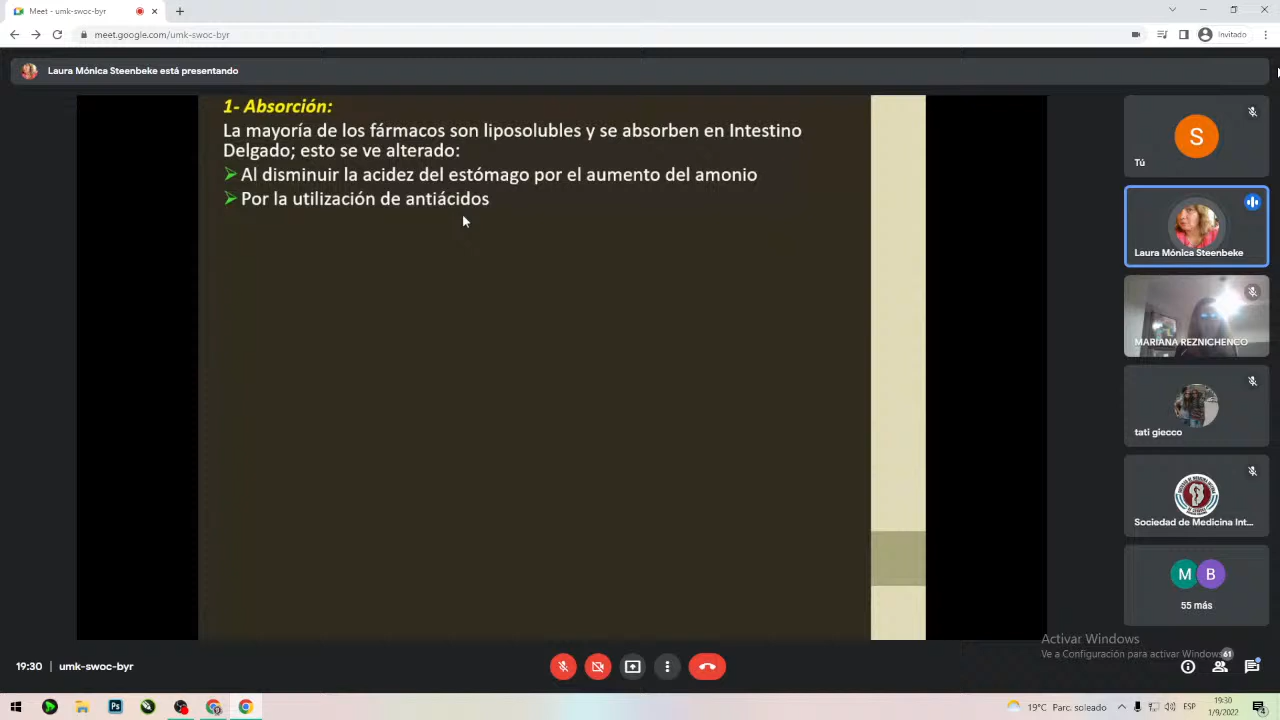 Meet - umk-swoc-byr
meet.google.com/umk-swoc-byr
Invitado
Laura Mónica Steenbeke está presentando
1- Absorción:
La mayoría de los fármacos son liposolubles y se absorben en Intestino
Delgado; esto se ve alterado:
Al disminuir la acidez del estómago por el aumento del amonio
Por la utilización de antiácidos
S
Tú
Laura Mónica Steenbeke
MARIANA REZNICHENCO
tati giecco
Sociedad de Medicina Int...
M B
55 más
Activar Windows
Ve a Configuración para activar Windows.
61
19:30 | umk-swoc-byr
Ps
19°C Parc. soleado
ESP
19:30
1/9/2022
4